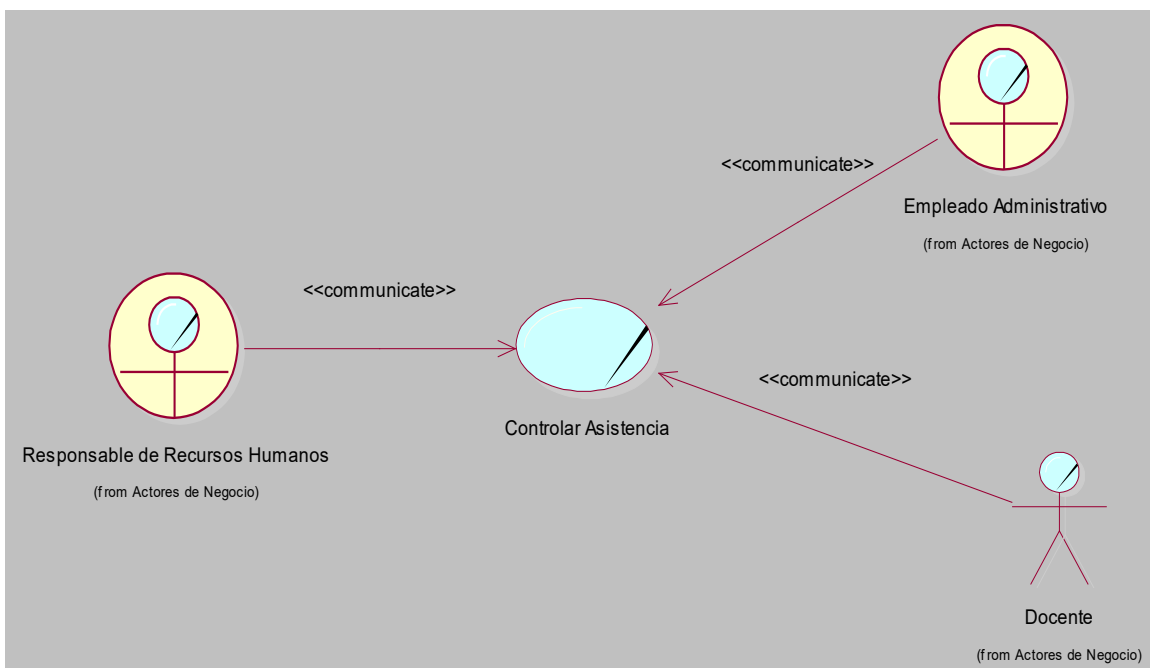 <<communicate>>
Empleado Administrativo
(from Actores de Negocio)
<<communicate>>
Controlar Asistencia
Responsable de Recursos Humanos
(from Actores de Negocio)
<<communicate>>
Docente
(from Actores de Negocio)